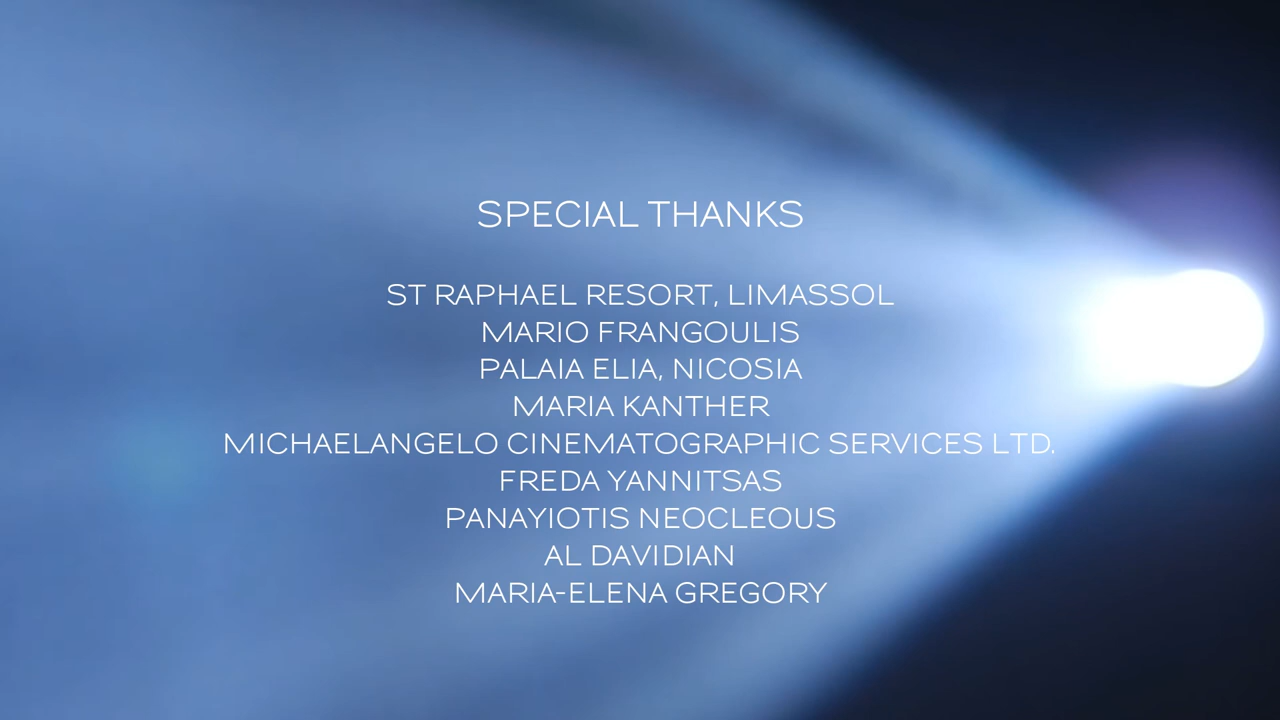 SPECIAL THANKS
ST RAPHAEL RESORT, LIMASSOL
MARIO FRANGOULIS
PALAIA ELIA, NICOSIA
MARIA KANTHER
MICHAELANGELO CINEMATOGRAPHIC SERVICES LTD.
FREDA YANNITSAS
PANAYIOTIS NEOCLEOUS
AL DAVIDIAN
MARIA-ELENA GREGORY